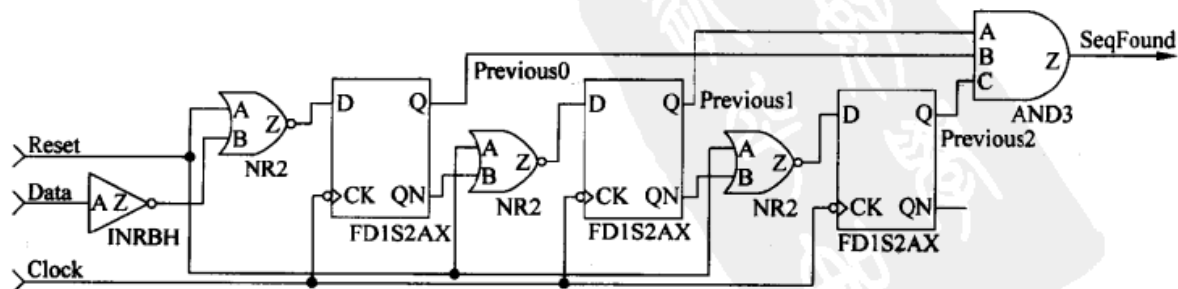 A
B
C
Z
SeqFound
AND3
Previous0
D
Q
CK
QN
FD1S2AX
Previous1
D
Q
CK
QN
FD1S2AX
D
Q
Previous2
CK
QN
FD1S2AX
A
B
Z
NR2
A
B
Z
NR2
A
B
Z
NR2
Reset
Data
A Z
INRBH
Clock